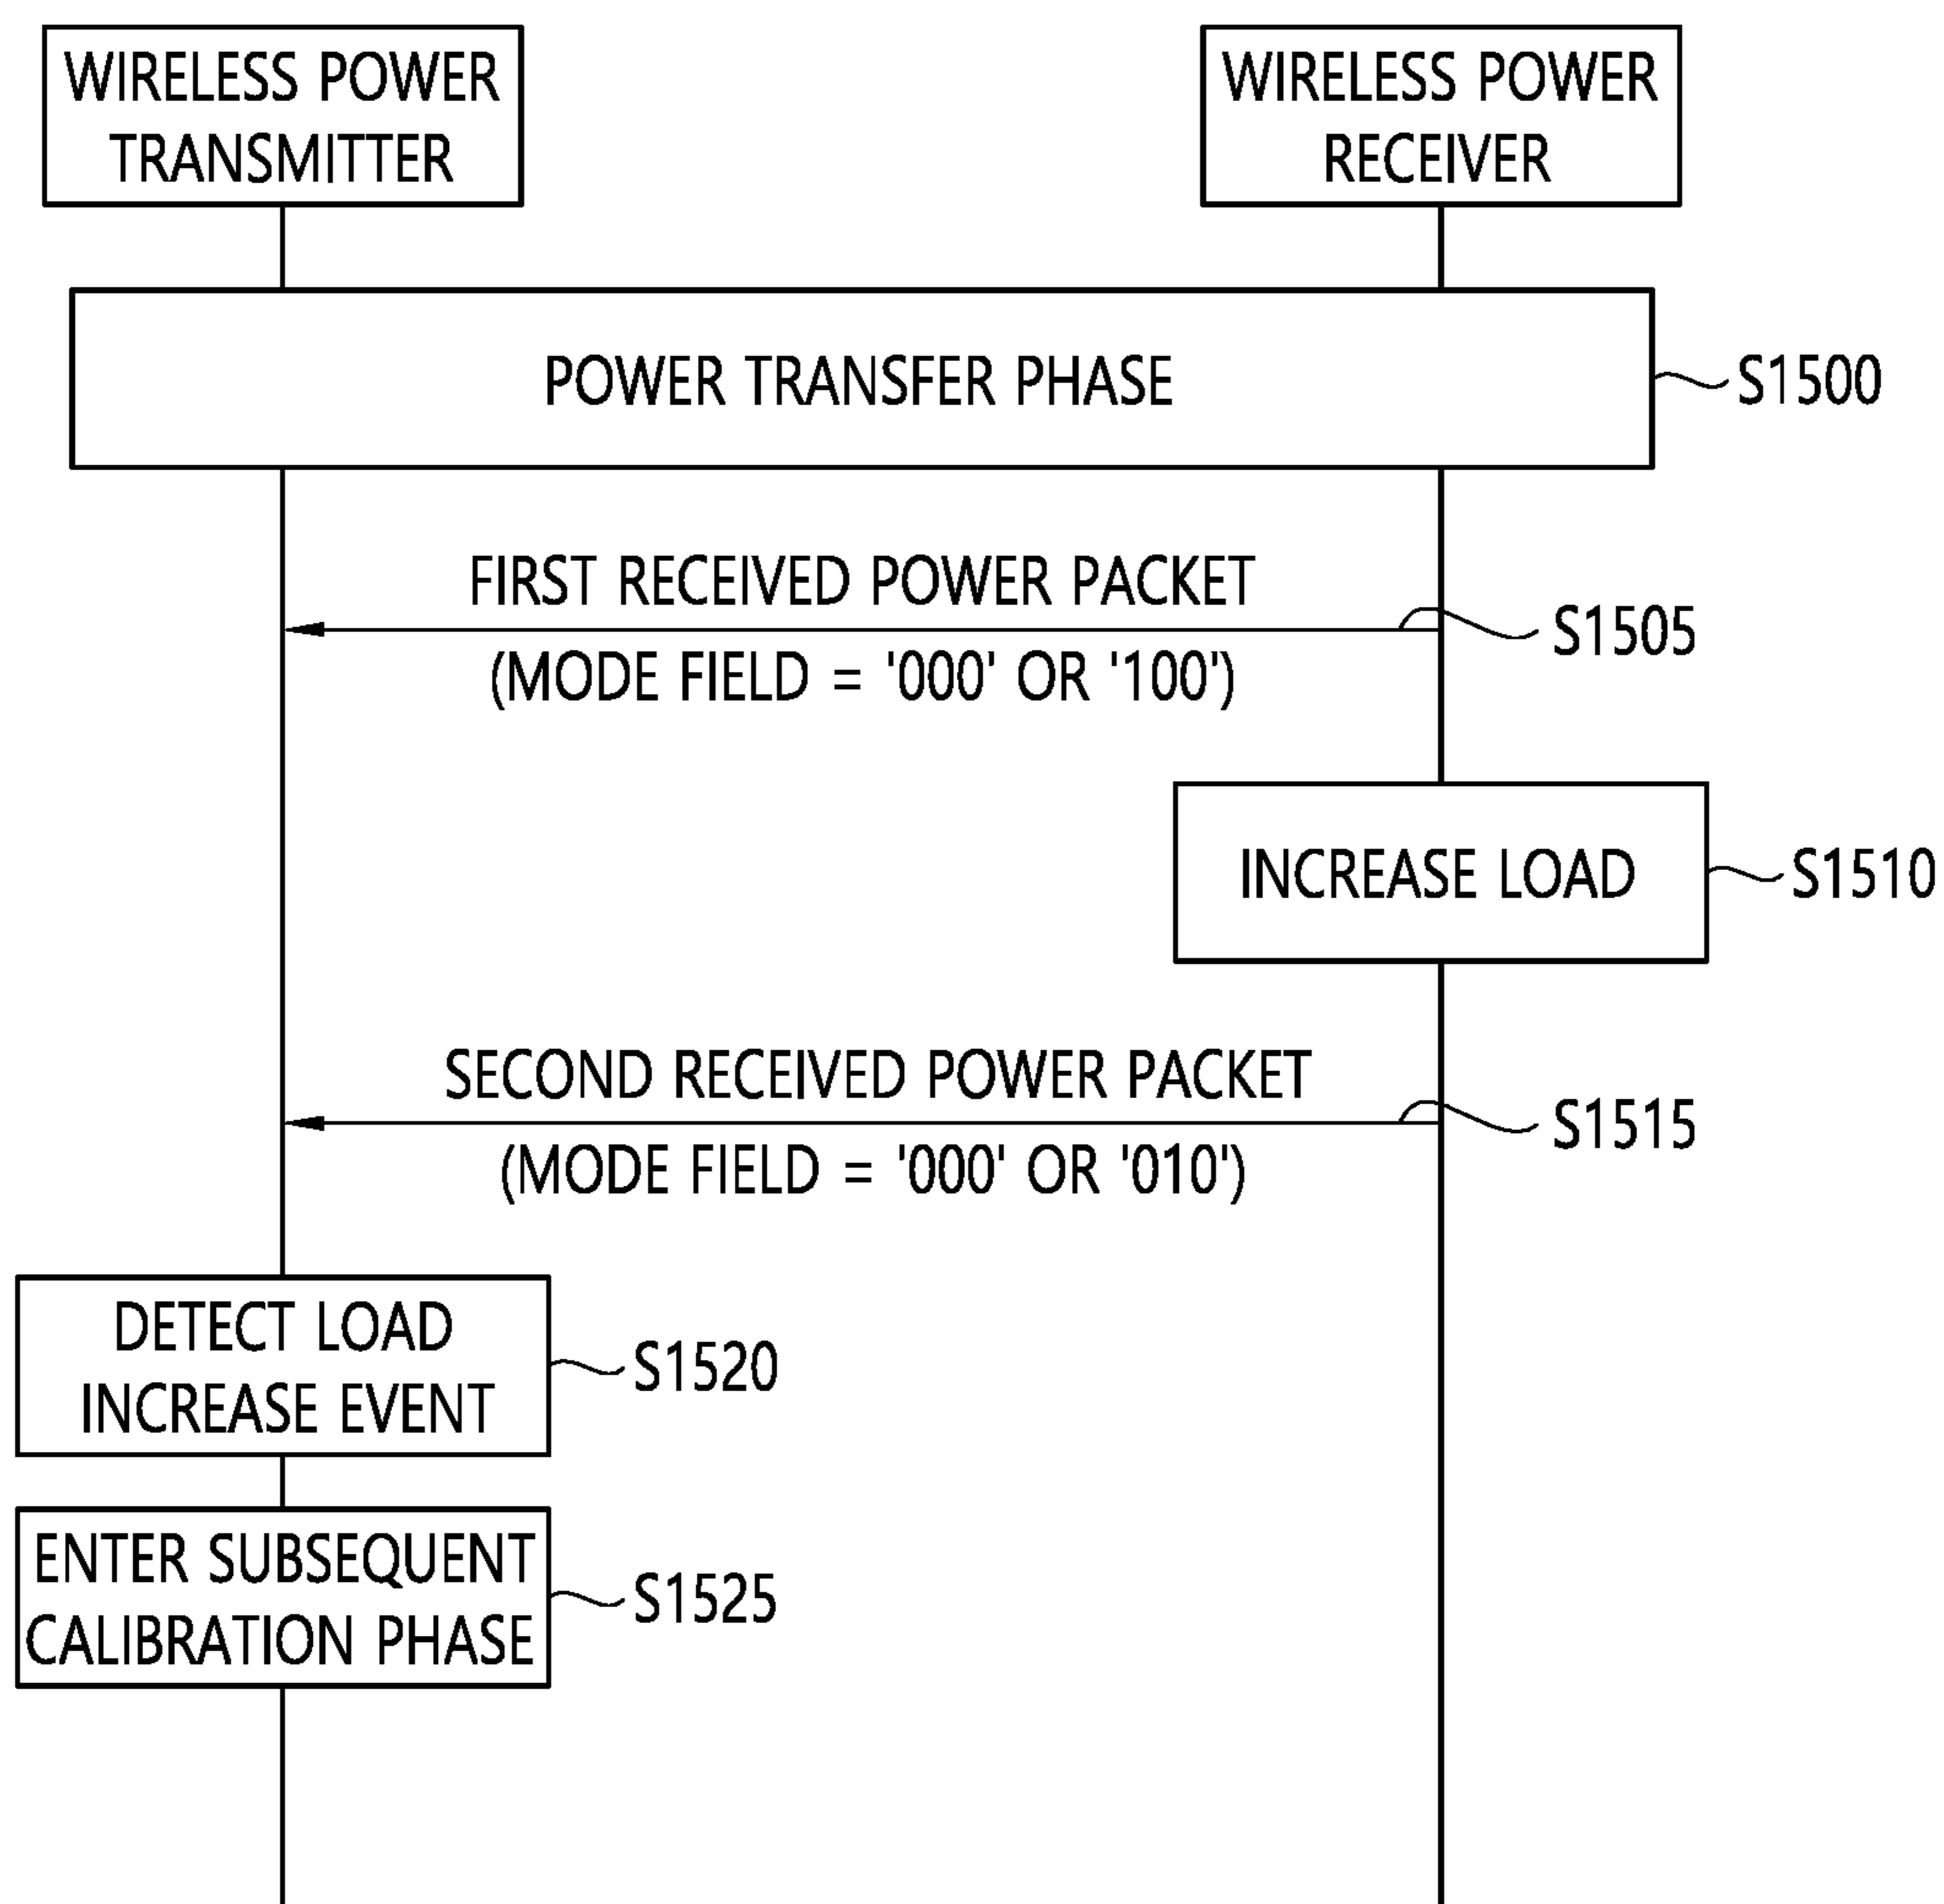 WIRELESS POWER
TRANSMITTER
WIRELESS POWER
RECEIVER
POWER TRANSFER PHASE
S1500
FIRST RECEIVED POWER PACKET
S1505
(MODE FIELD = '000' OR '100')
INCREASE LOAD
S1510
SECOND RECEIVED POWER PACKET
S1515
(MODE FIELD = '000' OR '010')
DETECT LOAD
INCREASE EVENT
S1520
ENTER SUBSEQUENT
CALIBRATION PHASE
S1525